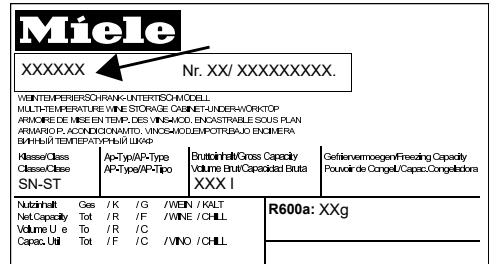 Miele
XXXXXX Nr. XX/ XXXXXXXXX.
WEINTEMPERIERSCHRANK-UNTERTISCHMODELL
MULTI-TEMPERATURE WINE STORAGE CABINET-UNDER-WORKTOP
ARMOIRE DE MISE EN TEMP. DES VINS-MOD. ENCASTRABLE SOUS PLAN
ARMARIO P. ACONDICIONAMTO. VINOS-MOD.EMPOTR.BAJO ENCIMERA
ВИННЫЙ ТЕМПЕРАТУРНЫЙ ШКАФ
Klasse/Class Ap-Typ/AP-Type Bruttoinhalt/Gross Capacity Gefriervermoegen/Freezing Capacity
Classe/Clase AP-Type/AP-Tipo Volume Brut/Capacidad Bruta Pouvoir de Congel./Capac.Congeladora
SN-ST XXX l
Nutzinhalt Ges / K / G / WEIN / KALT R600a: XXg
Net.Capacity Tot / R / F / WINE / CHILL
Volume U e To / R / C
Capac. Util Tot / F / C / VINO / CHILL